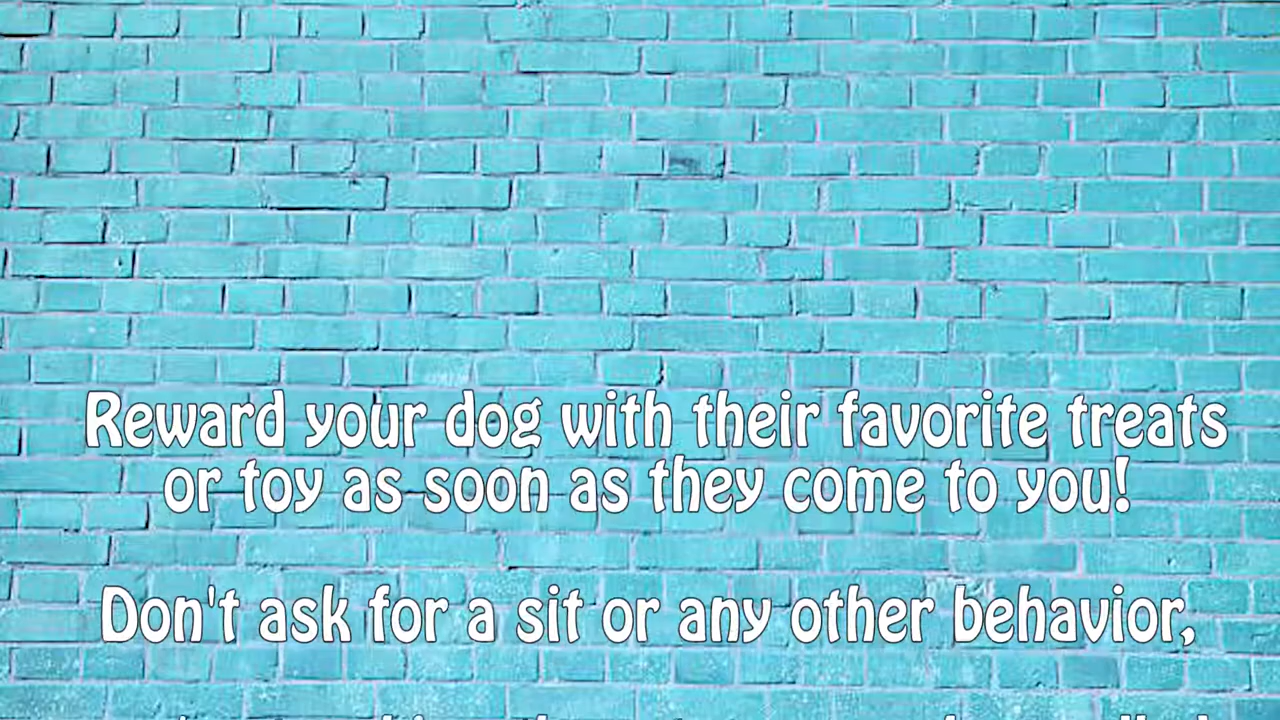 Reward your dog with their favorite treats
or toy as soon as they come to you!
Don't ask for a sit or any other behavior,